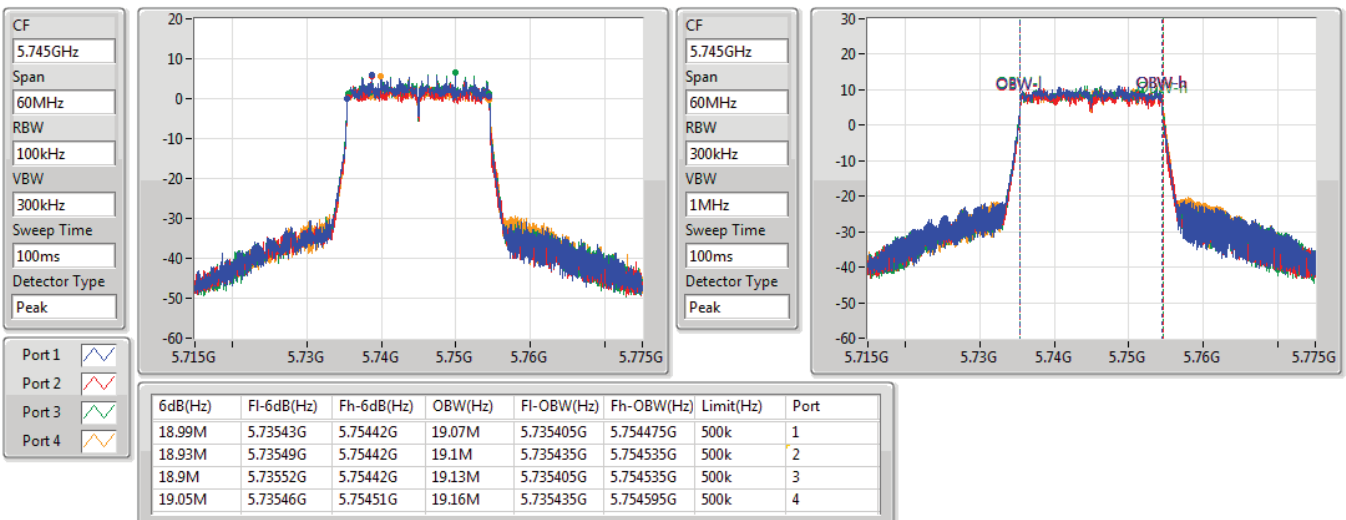 CF
5.745GHz
Span
60MHz
RBW
100kHz
VBW
300kHz
Sweep Time
100ms
Detector Type
Peak
20
10
0
-10
-20
-30
-40
-50
-60
5.715G 5.73G 5.74G 5.75G 5.76G 5.775G
CF
5.745GHz
Span
60MHz
RBW
300kHz
VBW
1MHz
Sweep Time
100ms
Detector Type
Peak
30
20
10
0
-10
-20
-30
-40
-50
-60
OBW-l OBW-h
5.715G 5.73G 5.74G 5.75G 5.76G 5.775G
Port 1
Port 2
Port 3
Port 4
6dB(Hz) Fl-6dB(Hz) Fh-6dB(Hz) OBW(Hz) Fl-OBW(Hz) Fh-OBW(Hz) Limit(Hz) Port
18.99M 5.73543G 5.75442G 19.07M 5.735405G 5.754475G 500k 1
18.93M 5.73549G 5.75442G 19.1M 5.735435G 5.754535G 500k 2
18.9M 5.73552G 5.75442G 19.13M 5.735405G 5.754535G 500k 3
19.05M 5.73546G 5.75451G 19.16M 5.735435G 5.754595G 500k 4